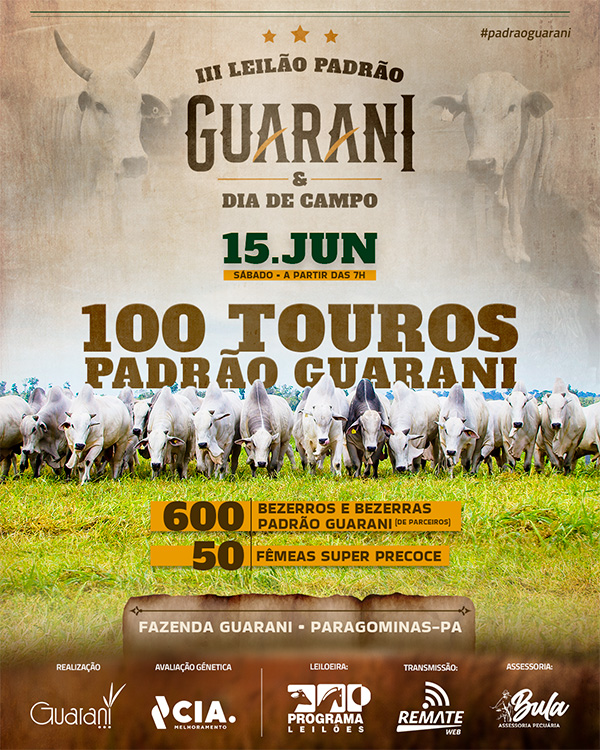 #padraoguarani
III LEILÃO PADRÃO
GUARANI
&
DIA DE CAMPO
15.JUN
SÁBADO - A PARTIR DAS 7H
100 TOUROS
PADRÃO GUARANI
600 BEZERROS E BEZERRAS
PADRÃO GUARANI [DE PARCEIROS]
50 FÊMEAS SUPER PRECOCE
FAZENDA GUARANI - PARAGOMINAS-PA
REALIZAÇÃO
Guarani
AVALIAÇÃO GÊNETICA
CIA.
MELHORAMENTO
LEILOEIRA:
PROGRAMA
LEILÕES
TRANSMISSÃO:
REMATE
WEB
ASSESSORIA:
Bula
ASSESSORIA PECUÁRIA